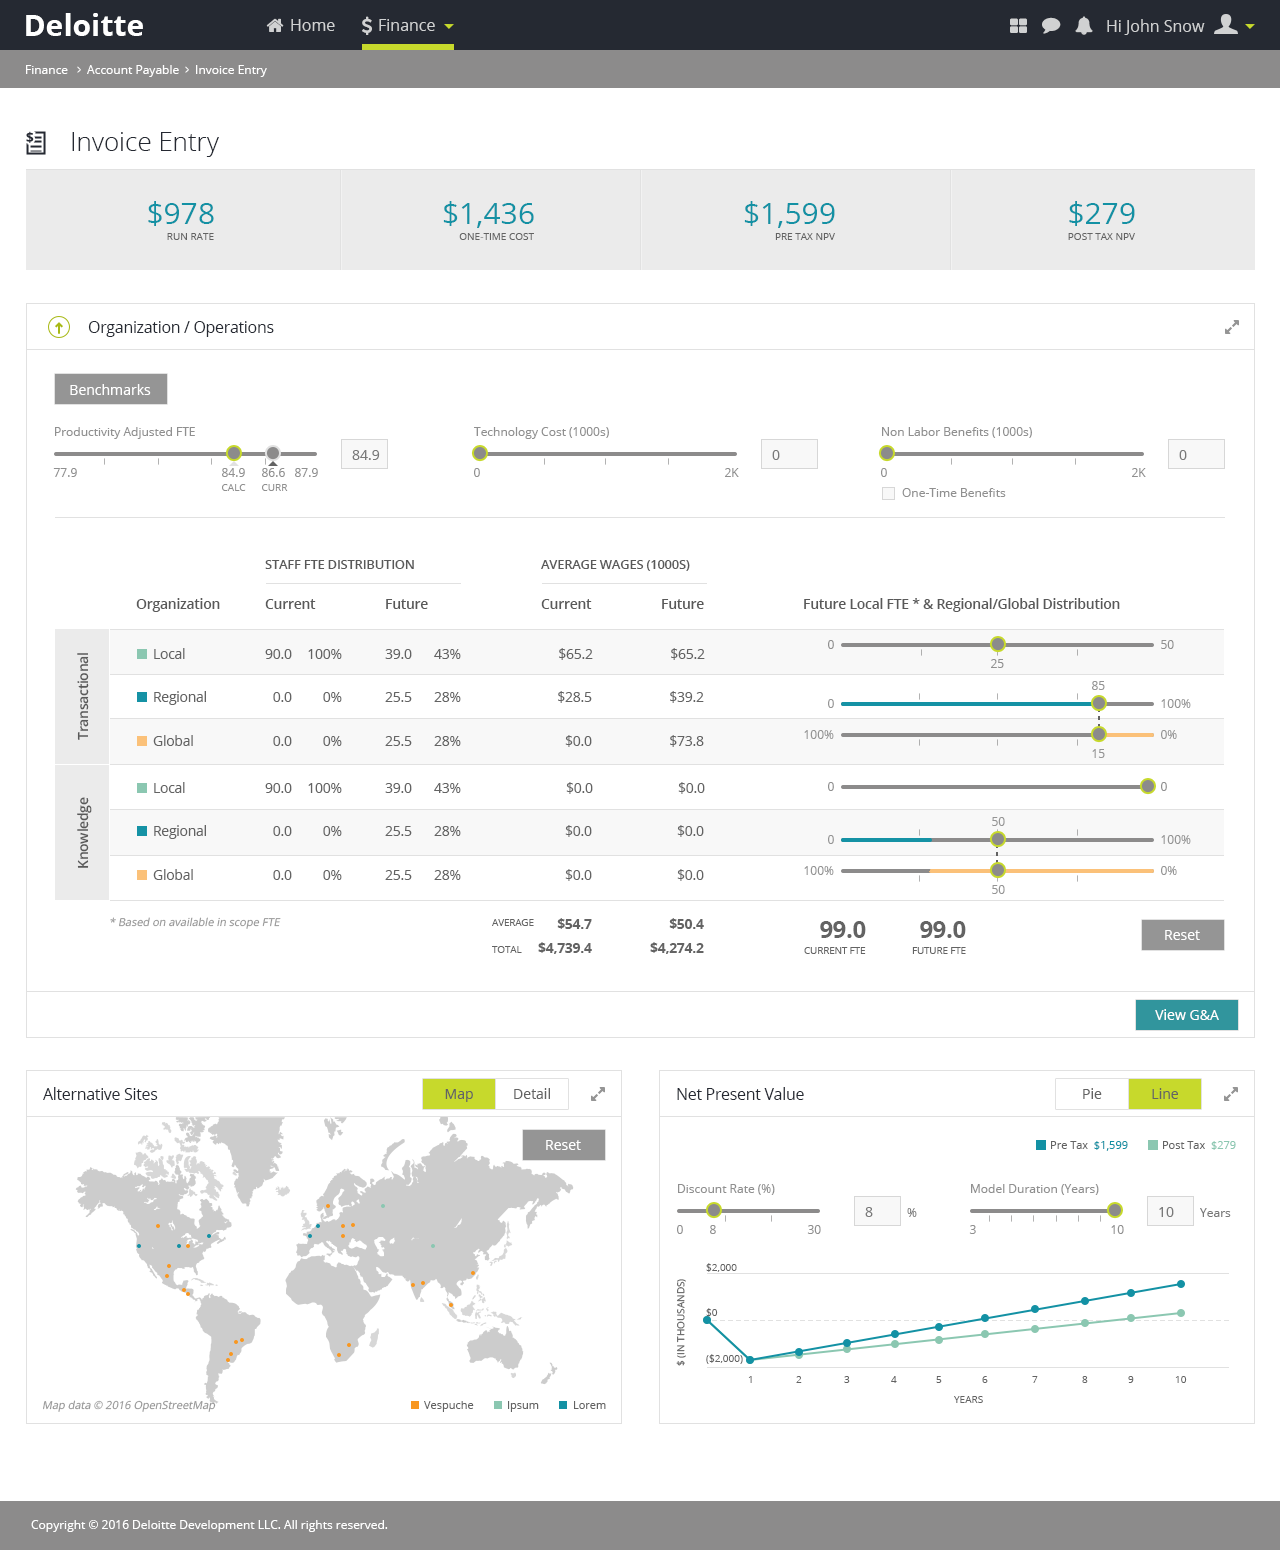 Deloitte Home $ Finance Hi John Snow
Finance > Account Payable > Invoice Entry
$ Invoice Entry
$978 $1,436 $1,599 $279
RUN RATE ONE-TIME COST PRE TAX NPV POST TAX NPV
Organization / Operations
Benchmarks
Productivity Adjusted FTE Technology Cost (1000s) Non Labor Benefits (1000s)
84.9 0 0
77.9 84.9 86.6 87.9 0 2K 0 2K
CALC CURR One-Time Benefits
STAFF FTE DISTRIBUTION AVERAGE WAGES (1000S)
Organization Current Future Current Future Future Local FTE * & Regional/Global Distribution
Transactional
Local 90.0 100% 39.0 43% $65.2 $65.2 0 50
25
85
Regional 0.0 0% 25.5 28% $28.5 $39.2 0 100%
Global 0.0 0% 25.5 28% $0.0 $73.8 100% 0%
15
Knowledge
Local 90.0 100% 39.0 43% $0.0 $0.0 0 0
50
Regional 0.0 0% 25.5 28% $0.0 $0.0 0 100%
Global 0.0 0% 25.5 28% $0.0 $0.0 100% 0%
50
* Based on available in scope FTE AVERAGE $54.7 $50.4 99.0 99.0 Reset
TOTAL $4,739.4 $4,274.2 CURRENT FTE FUTURE FTE
View G&A
Alternative Sites Map Detail
Reset
Map data © 2016 OpenStreetMap Vespuche Ipsum Lorem
Net Present Value Pie Line
Pre Tax $1,599 Post Tax $279
Discount Rate (%) Model Duration (Years)
8 % 10 Years
0 8 30 3 10
$ (IN THOUSANDS)
$2,000
$0
($2,000)
1 2 3 4 5 6 7 8 9 10
YEARS
Copyright © 2016 Deloitte Development LLC. All rights reserved.